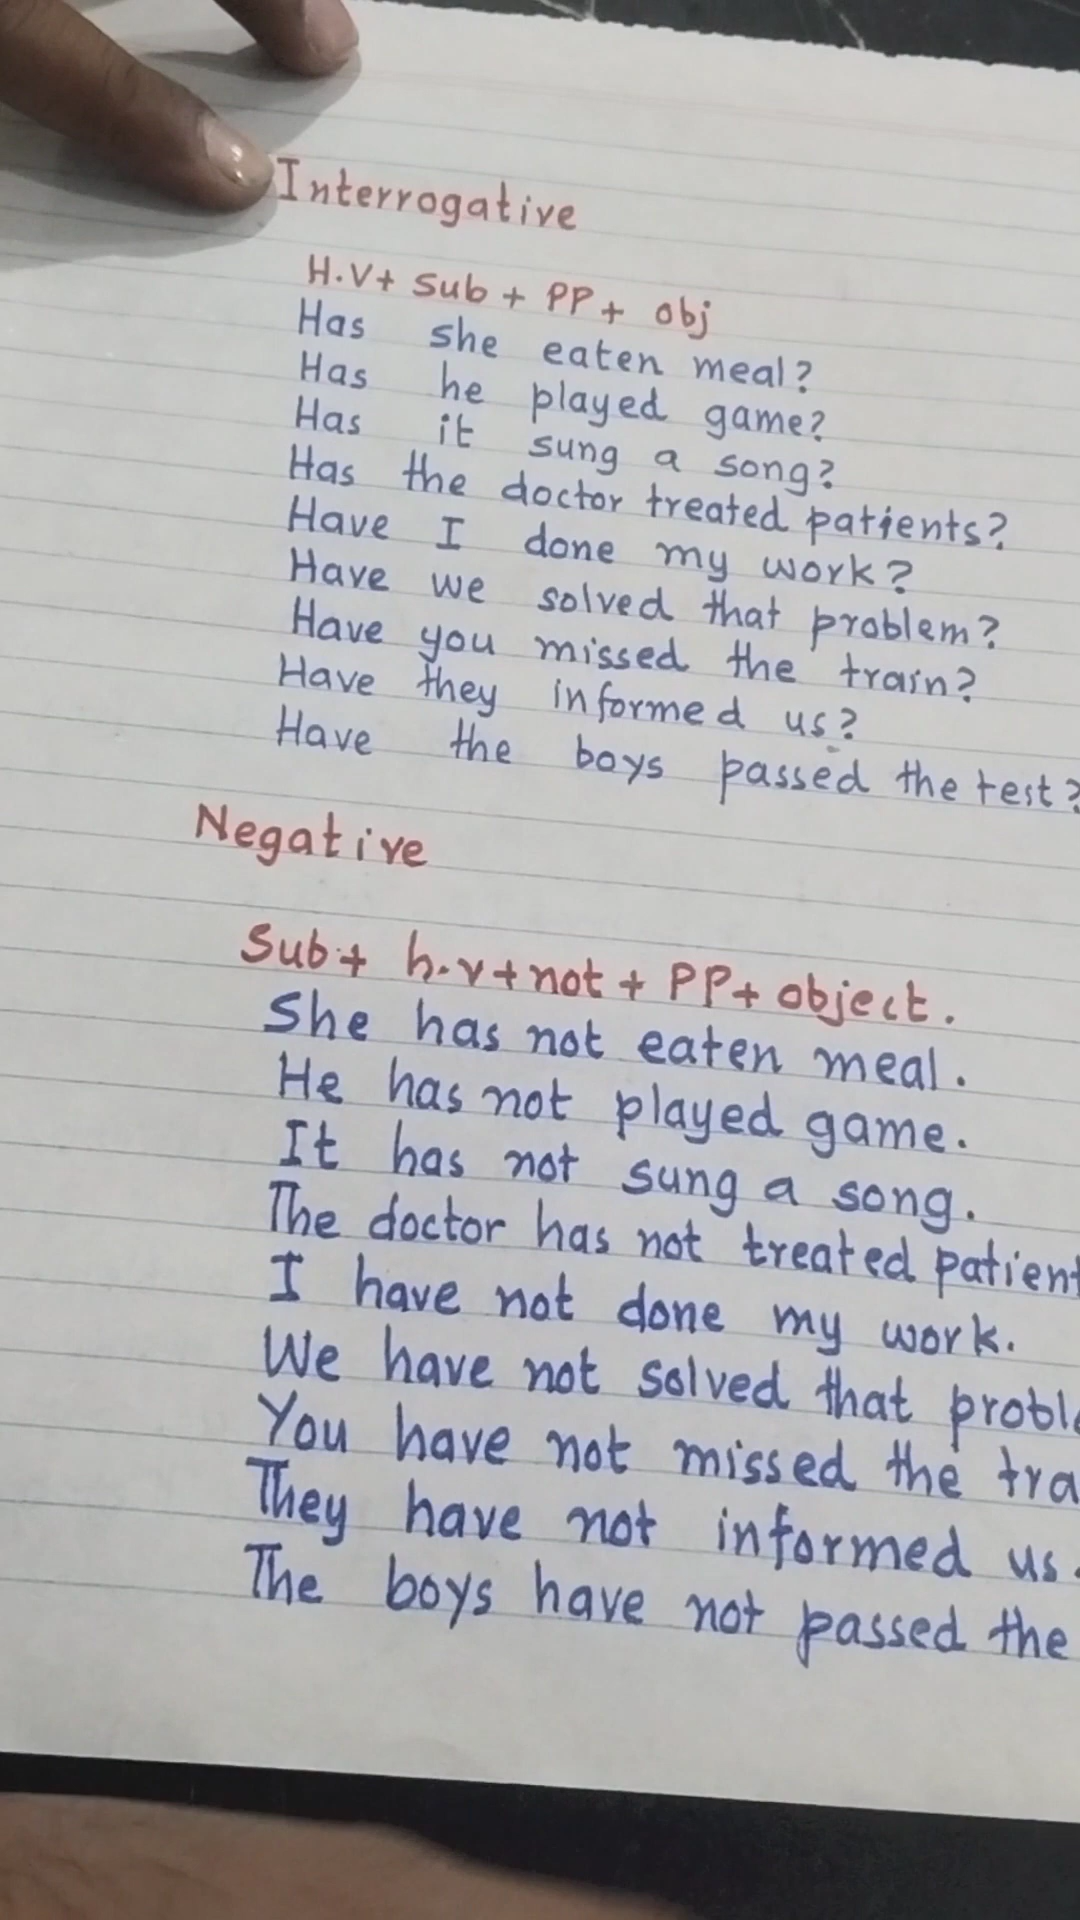 Interrogative
H.V+ Sub + PP + obj
Has she eaten meal?
Has he played game?
Has it sung a song?
Has the doctor treated patients?
Have I done my work?
Have we solved that problem?
Have you missed the train?
Have they informed us?
Have the boys passed the test?
Negative
Sub + h.v + not + PP + object.
She has not eaten meal.
He has not played game.
It has not sung a song.
The doctor has not treated
I have not done my work.
We have not solved that
You have not missed the
They have not informed us.
The boys have not passed the